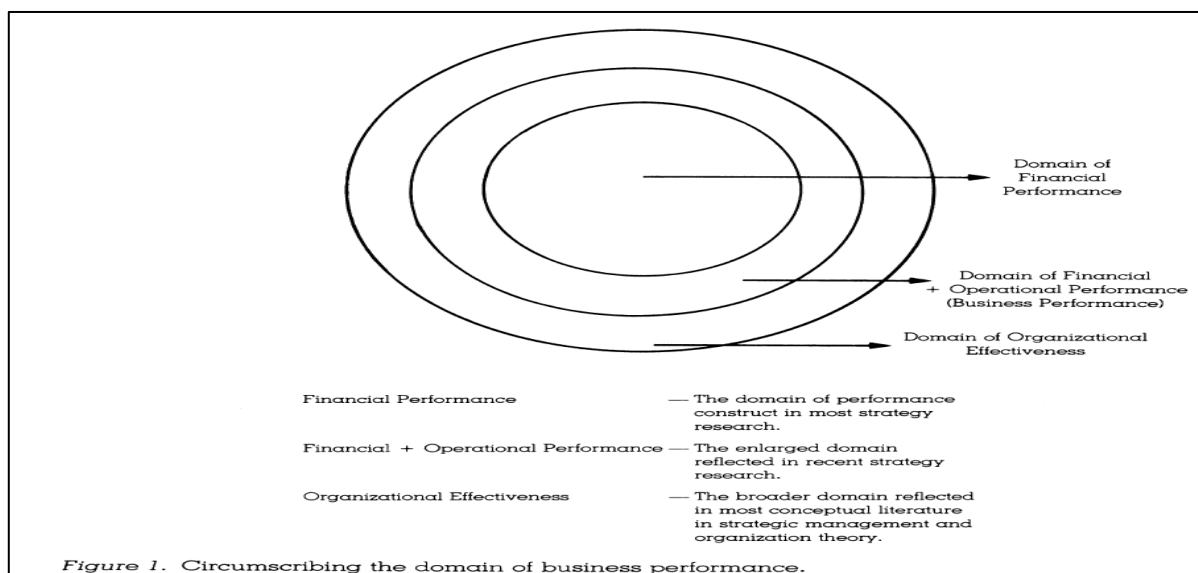 Domain of
Financial
Performance
Domain of Financial
+ Operational Performance
(Business Performance)
Domain of Organizational
Effectiveness
Financial Performance — The domain of performance
construct in most strategy
research.
Financial + Operational Performance — The enlarged domain
reflected in recent strategy
research.
Organizational Effectiveness — The broader domain reflected
in most conceptual literature
in strategic management and
organization theory.
Figure 1. Circumscribing the domain of business performance.